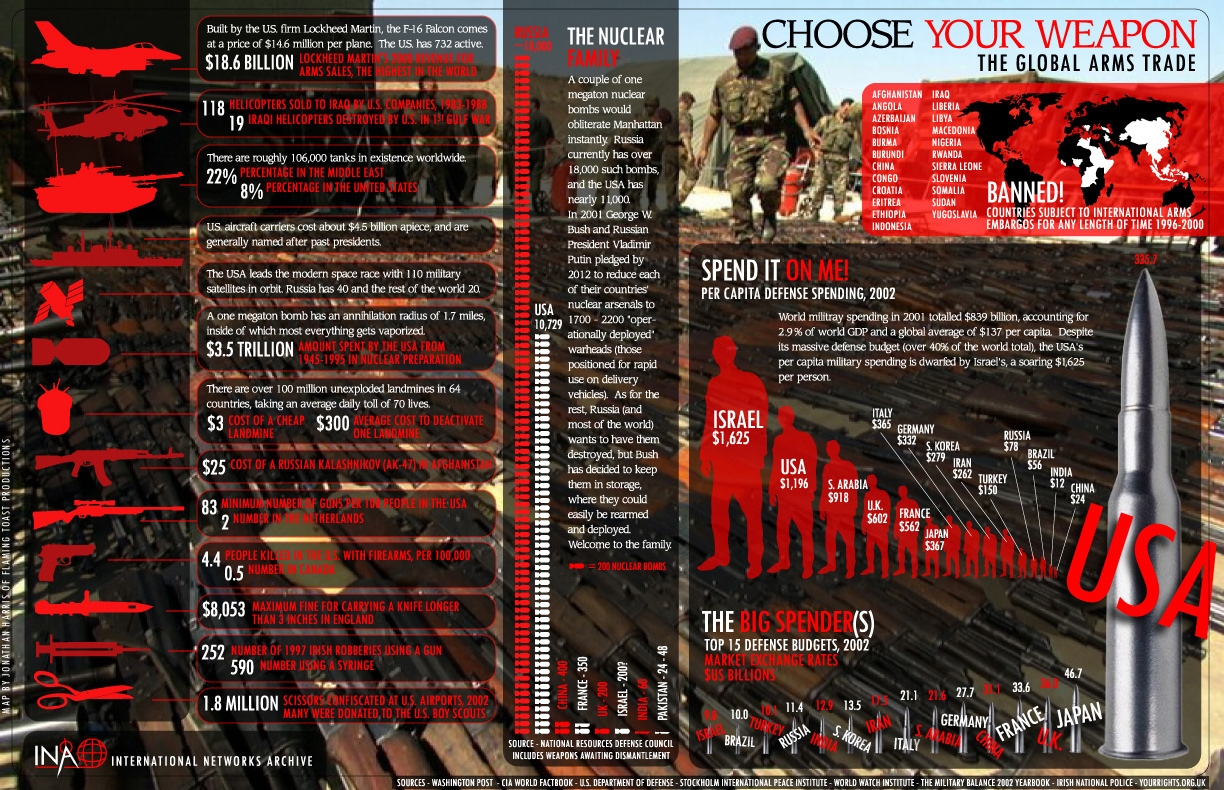 CHOOSE YOUR WEAPON
THE GLOBAL ARMS TRADE
Built by the U.S. firm Lockheed Martin, the F-16 Falcon comes
at a price of $14.6 million per plane. The US. has 732 active.
$18.6 BILLION LOCKHEED MARTIN'S 2000 REVENUE FOR
ARMS SALES, THE HIGHEST IN THE WORLD
118 HELICOPTERS SOLD TO IRAQ BY U.S. COMPANIES, 1983-1988
19 IRAQI HELICOPTERS DESTROYED BY U.S. IN 1ST GULF WAR
There are roughly 106,000 tanks in existence worldwide.
22% PERCENTAGE IN THE MIDDLE EAST
8% PERCENTAGE IN THE UNITED STATES
U.S. aircraft carriers cost about $4.5 billion apiece, and are
generally named after past presidents.
The USA leads the modern space race with 110 military
satellites in orbit. Russia has 40 and the rest of the world 20.
A one megaton bomb has an annihilation radius of 1.7 miles,
inside of which most everything gets vaporized.
$3.5 TRILLION AMOUNT SPENT BY THE USA FROM
1945-1995 IN NUCLEAR PREPARATION
There are over 100 million unexploded landmines in 64
countries, taking an average daily toll of 70 lives.
$3 COST OF A CHEAP LANDMINE
$300 AVERAGE COST TO DEACTIVATE ONE LANDMINE
$25 COST OF A RUSSIAN KALASHNIKOV (AK-47) IN AFGHANISTAN
83 MINIMUM NUMBER OF GUNS PER 100 PEOPLE IN THE USA
2 NUMBER IN THE NETHERLANDS
4.4 PEOPLE KILLED IN THE U.S. WITH FIREARMS, PER 100,000
0.5 NUMBER IN CANADA
$8,053 MAXIMUM FINE FOR CARRYING A KNIFE LONGER
THAN 3 INCHES IN ENGLAND
252 NUMBER OF 1997 IRISH ROBBERIES USING A GUN
590 NUMBER USING A SYRINGE
1.8 MILLION SCISSORS CONFISCATED AT U.S. AIRPORTS, 2002
MANY WERE DONATED TO THE U.S. BOY SCOUTS
MAP BY JONATHAN HARRIS OF FLAMING TOAST PRODUCTIONS
INA INTERNATIONAL NETWORKS ARCHIVE
RUSSIA
~18,000
USA
10,729
THE NUCLEAR
FAMILY
A couple of one
megaton nuclear
bombs would
obliterate Manhattan
instantly. Russia
currently has over
18,000 such bombs,
and the USA has
nearly 11,000.
In 2001 George W.
Bush and Russian
President Vladimir
Putin pledged by
2012 to reduce each
of their countries'
nuclear arsenals to
1700 - 2200 "oper-
ationally deployed"
warheads (those
positioned for rapid
use on delivery
vehicles). As for the
rest, Russia (and
most of the world)
wants to have them
destroyed, but Bush
has decided to keep
them in storage,
where they could
easily be rearmed
and deployed.
Welcome to the family.
= 200 NUCLEAR BOMBS
CHINA - 400
FRANCE - 350
UK - 200
ISRAEL - 200?
INDIA - 60
PAKISTAN - 24 - 48
SOURCE - NATIONAL RESOURCES DEFENSE COUNCIL
INCLUDES WEAPONS AWAITING DISMANTLEMENT
AFGHANISTAN
ANGOLA
AZERBAIJAN
BOSNIA
BURMA
BURUNDI
CHINA
CONGO
CROATIA
ERITREA
ETHIOPIA
INDONESIA
IRAQ
LIBERIA
LIBYA
MACEDONIA
NIGERIA
RWANDA
SIERRA LEONE
SLOVENIA
SOMALIA
SUDAN
YUGOSLAVIA
BANNED!
COUNTRIES SUBJECT TO INTERNATIONAL ARMS
EMBARGOS FOR ANY LENGTH OF TIME 1996-2000
SPEND IT ON ME!
PER CAPITA DEFENSE SPENDING, 2002
World militray spending in 2001 totalled $839 billion, accounting for
2.9% of world GDP and a global average of $137 per capita. Despite
its massive defense budget (over 40% of the world total), the USA's
per capita military spending is dwarfed by Israel's, a soaring $1,625
per person.
ISRAEL
$1,625
USA
$1,196
S. ARABIA
$918
U.K.
$602
FRANCE
$562
JAPAN
$367
ITALY
$365
GERMANY
$332
S. KOREA
$279
IRAN
$262
TURKEY
$150
RUSSIA
$78
BRAZIL
$56
INDIA
$12
CHINA
$24
THE BIG SPENDER(S)
TOP 15 DEFENSE BUDGETS, 2002
MARKET EXCHANGE RATES
$US BILLIONS
ISRAEL
10.0
BRAZIL
10.1
TURKEY
11.4
RUSSIA
12.9
INDIA
13.5
S. KOREA
17.5
IRAN
21.1
ITALY
21.6
S. ARABIA
27.7
GERMANY
31.1
CHINA
33.6
FRANCE
U.K.
46.7
JAPAN
335.7
USA
SOURCES - WASHINGTON POST - CIA WORLD FACTBOOK - U.S. DEPARTMENT OF DEFENSE - STOCKHOLM INTERNATIONAL PEACE INSTITUTE - WORLD WATCH INSTITUTE - THE MILITARY BALANCE 2002 YEARBOOK - IRISH NATIONAL POLICE - YOURRIGHTS.ORG.UK